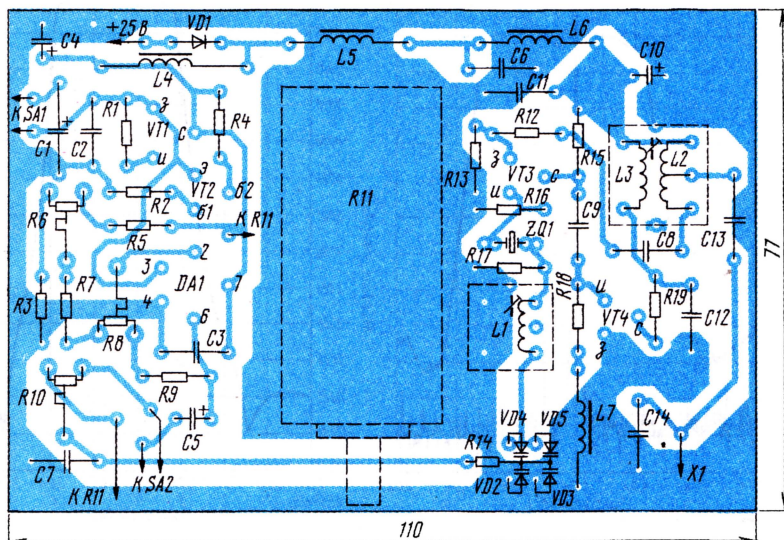 C4
+25 В
VD1
L4
L5
L6
C6
C10
C11
К SA1
C1
C2
R1
з
VT1
с
R4
и
R12
R13
з
VT3
с
и
R15
L3
L2
з
VT2
б2
R2
б1
К R11
R6
R5
R11
R16
C9
ZQ1
C8
C13
2
3
DA1
7
R17
R18
R3
R7
4
6
R8
C3
L1
и
VT4
с
з
R19
C12
R10
R9
C5
C7
К R11
К SA2
R14
VD4
VD5
VD2
VD3
L7
C14
X1
77
110